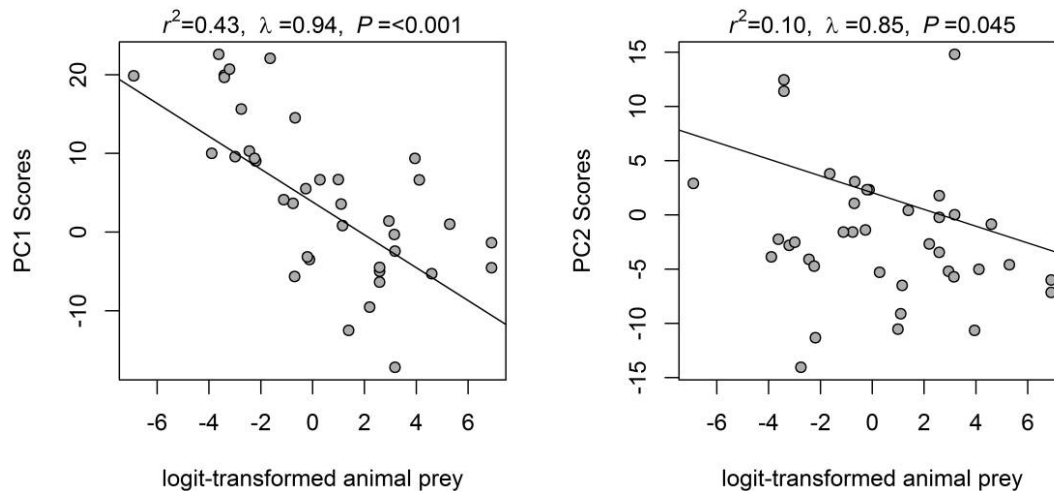 r²=0.43, λ=0.94, P=<0.001
20
10
0
-10
PC1 Scores
-6 -4 -2 0 2 4 6
logit-transformed animal prey
r²=0.10, λ=0.85, P=0.045
15
10
5
0
-5
-10
-15
PC2 Scores
-6 -4 -2 0 2 4 6
logit-transformed animal prey